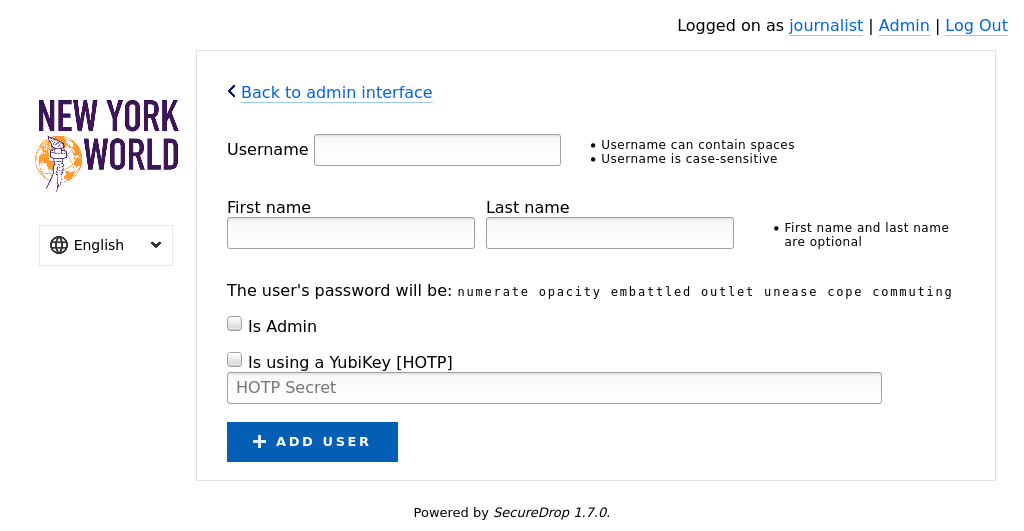 Logged on as journalist | Admin | Log Out
NEW YORK
WORLD
English
Back to admin interface
Username
• Username can contain spaces
• Username is case-sensitive
First name
Last name
• First name and last name
are optional
The user's password will be: numerate opacity embattled outlet unease cope commuting
Is Admin
Is using a YubiKey [HOTP]
HOTP Secret
+ ADD USER
Powered by SecureDrop 1.7.0.